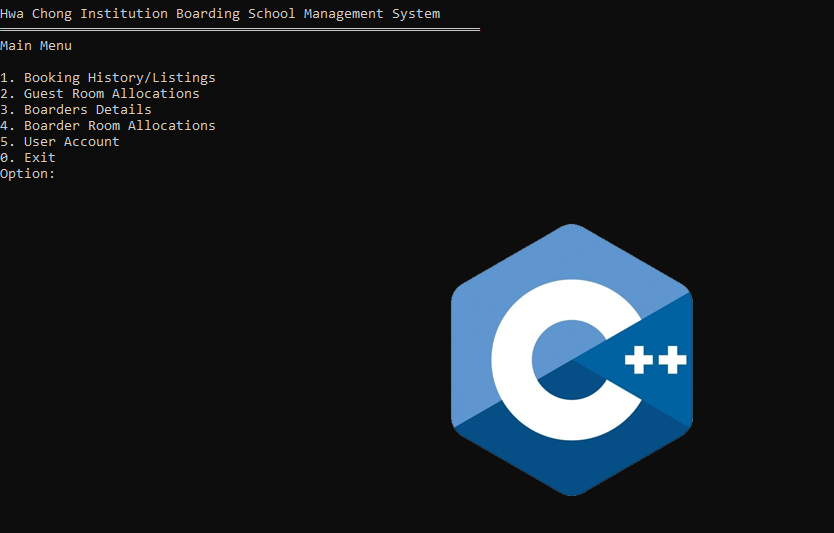 Hwa Chong Institution Boarding School Management System
Main Menu
1. Booking History/Listings
2. Guest Room Allocations
3. Boarders Details
4. Boarder Room Allocations
5. User Account
0. Exit
Option:
C++